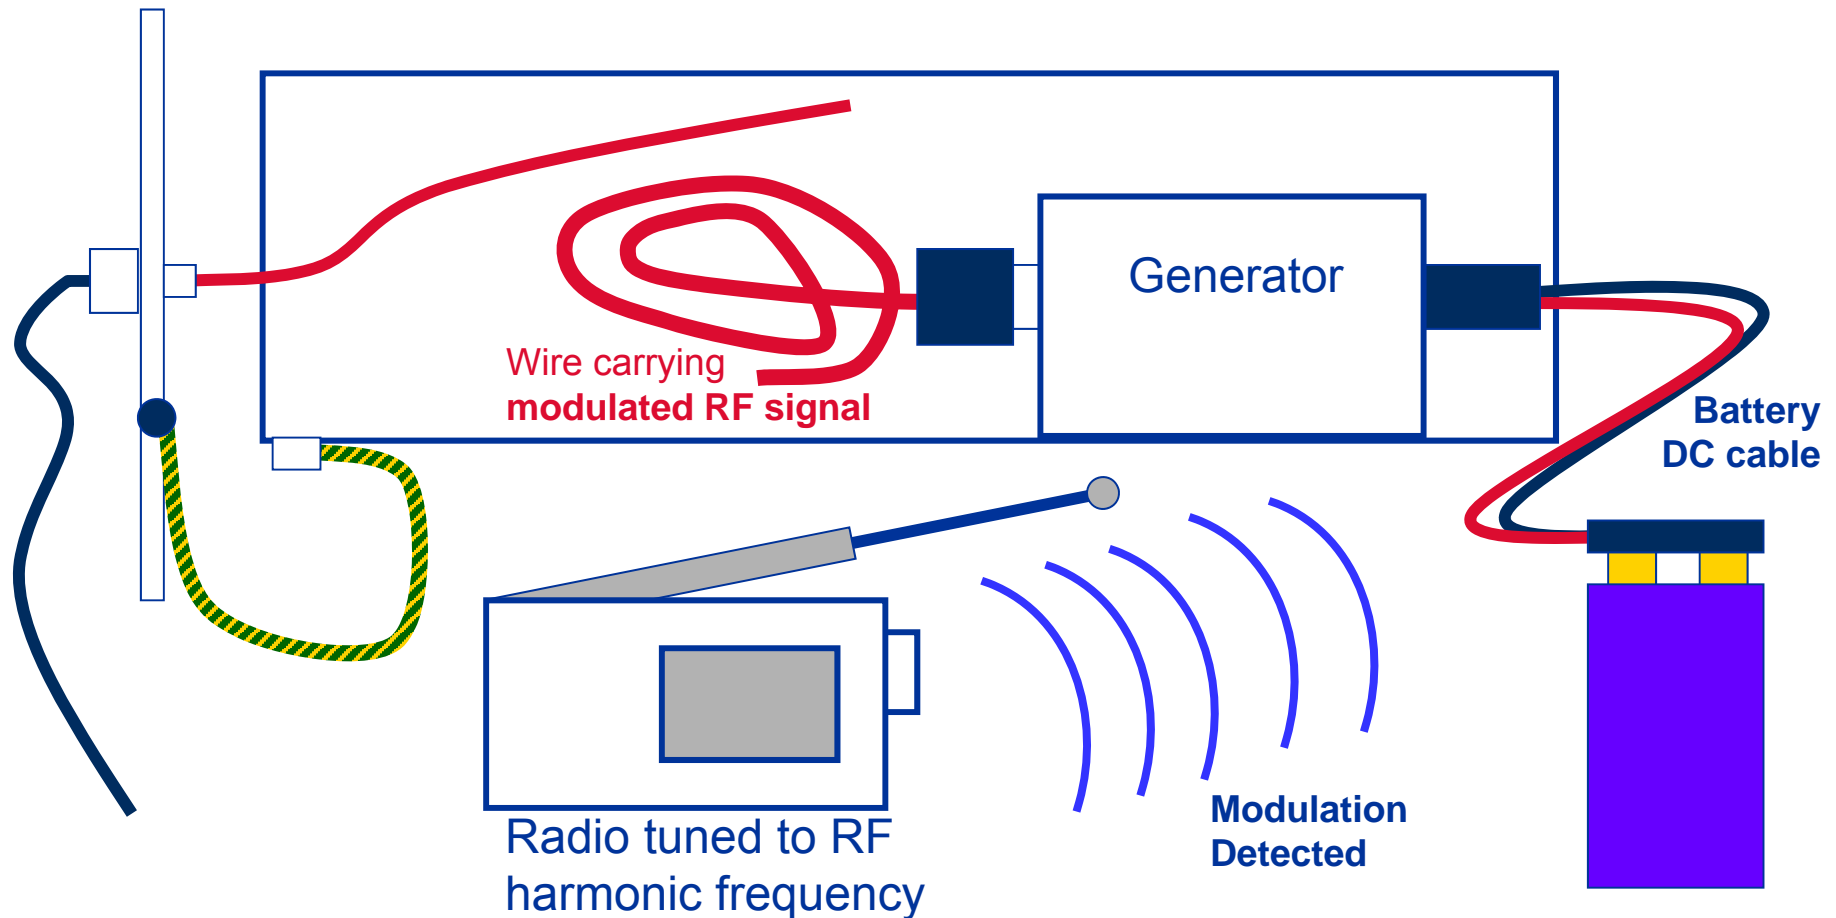 Generator
Wire carrying
modulated RF signal
Battery
DC cable
Modulation
Detected
Radio tuned to RF
harmonic frequency